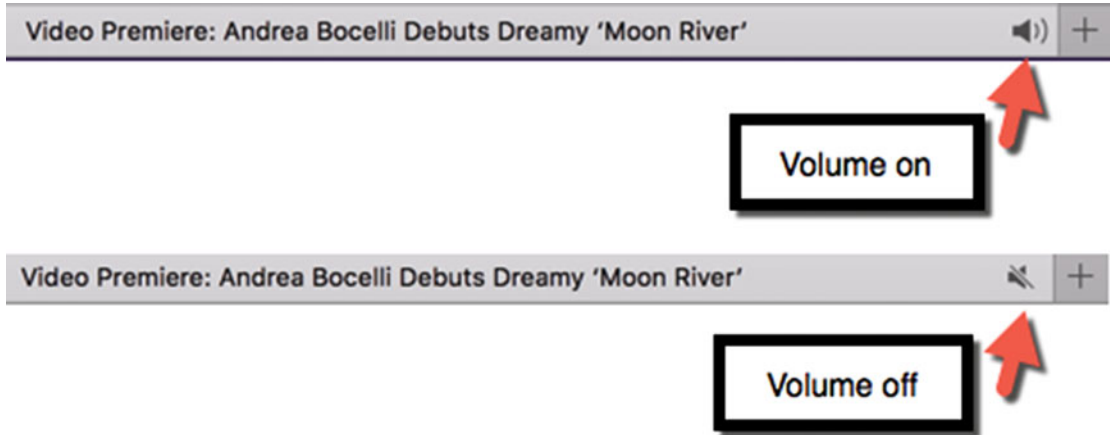 Video Premiere: Andrea Bocelli Debuts Dreamy ‘Moon River’
Volume on
Video Premiere: Andrea Bocelli Debuts Dreamy ‘Moon River’
Volume off